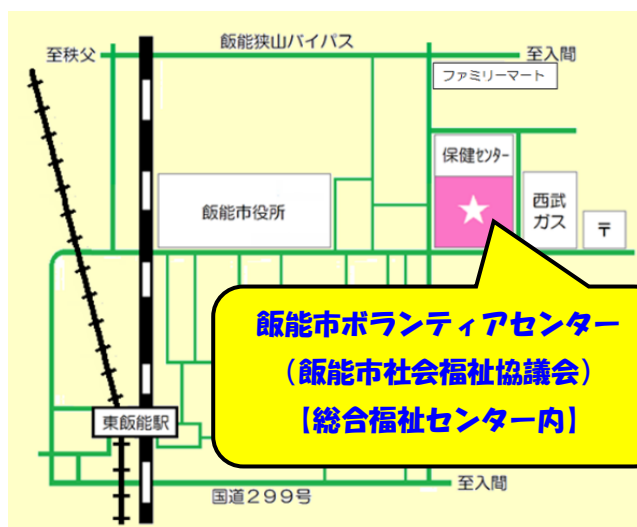 飯能狭山バイパス
至秩父
至入間
ファミリーマート
保健センター
飯能市役所
西武
ガス
〒
飯能市ボランティアセンター
（飯能市社会福祉協議会）
【総合福祉センター内】
東飯能駅
至入間
国道299号